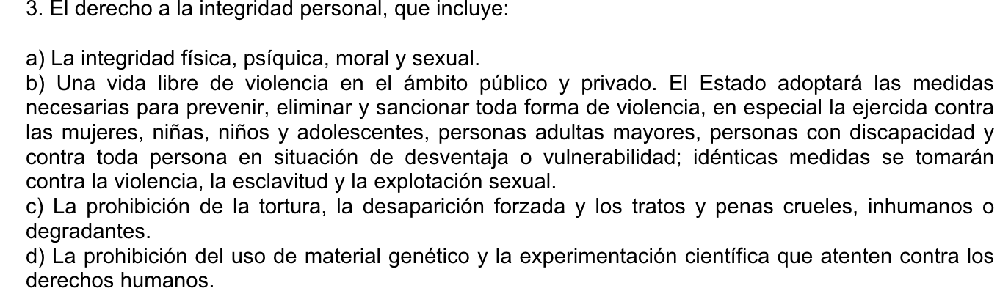 3. El derecho a la integridad personal, que incluye:
a) La integridad física, psíquica, moral y sexual.
b) Una vida libre de violencia en el ámbito público y privado. El Estado adoptará las medidas
necesarias para prevenir, eliminar y sancionar toda forma de violencia, en especial la ejercida contra
las mujeres, niñas, niños y adolescentes, personas adultas mayores, personas con discapacidad y
contra toda persona en situación de desventaja o vulnerabilidad; idénticas medidas se tomarán
contra la violencia, la esclavitud y la explotación sexual.
c) La prohibición de la tortura, la desaparición forzada y los tratos y penas crueles, inhumanos o
degradantes.
d) La prohibición del uso de material genético y la experimentación científica que atenten contra los
derechos humanos.